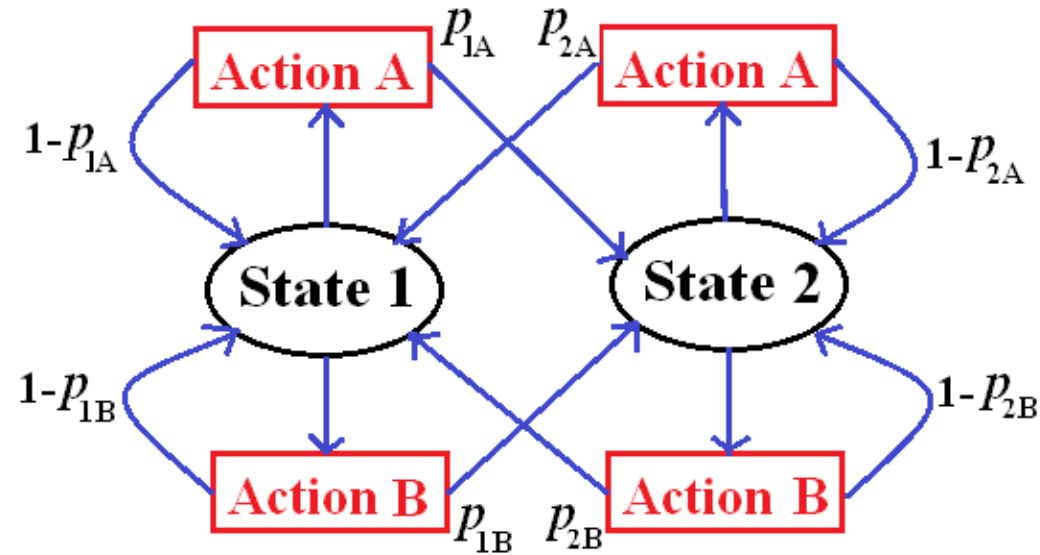 p1A p2A
Action A Action A
1-p1A 1-p2A
State 1 State 2
1-p1B 1-p2B
Action B Action B
p1B p2B